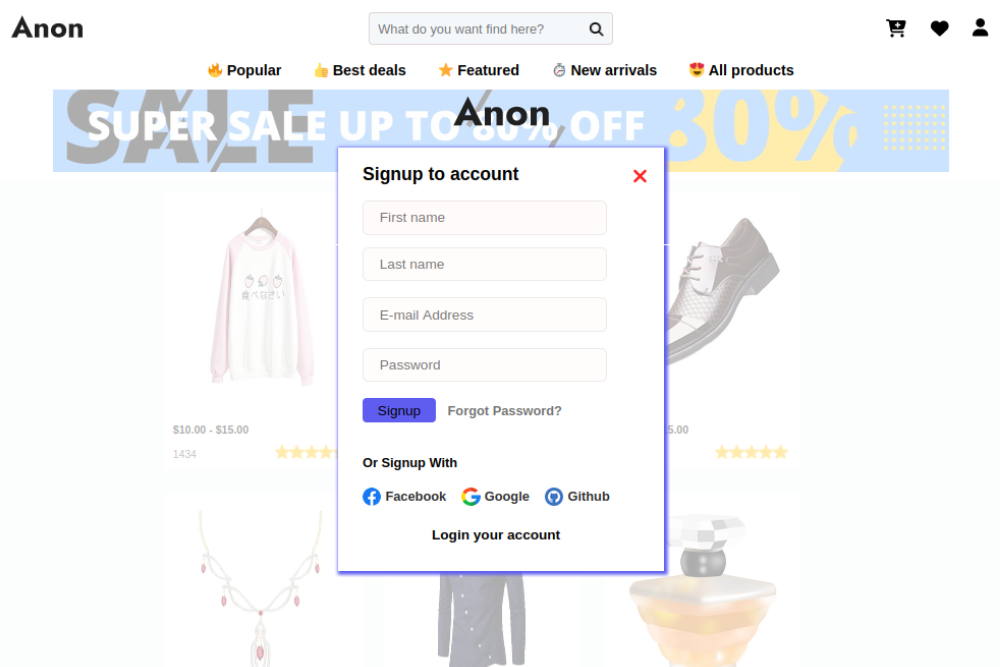 Anon
What do you want find here?
Popular
Best deals
Featured
New arrivals
All products
SALE
SUPER SALE UP TO 80% OFF
80%
Anon
Signup to account
First name
Last name
E-mail Address
Password
Signup
Forgot Password?
Or Signup With
Facebook
Google
Github
Login your account
食べなさい
$10.00 - $15.00
1434
5.00